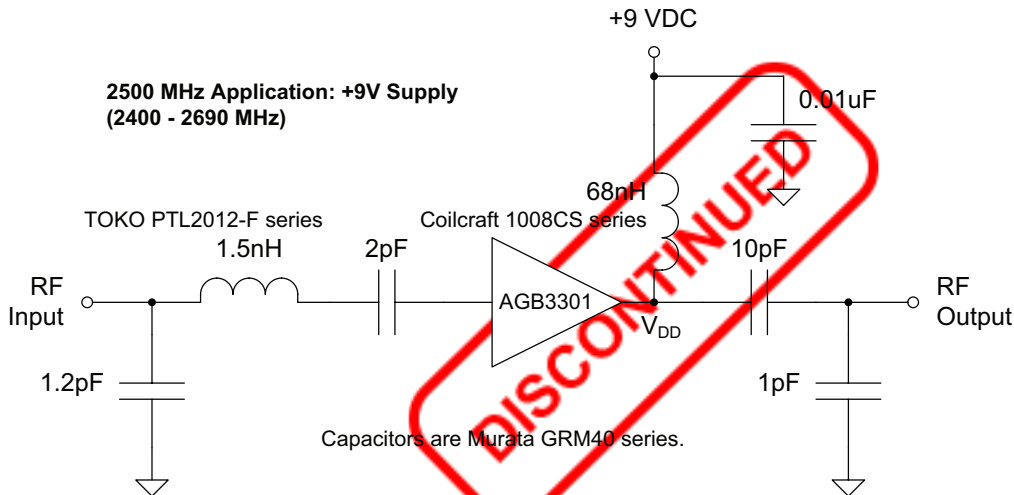 +9 VDC
2500 MHz Application: +9V Supply
(2400 - 2690 MHz)
0.01uF
68nH
TOKO PTL2012-F series
Coilcraft 1008CS series
1.5nH
2pF
10pF
RF
Input
AGB3301
VDD
RF
Output
1.2pF
1pF
Capacitors are Murata GRM40 series.
DISCONTINUED